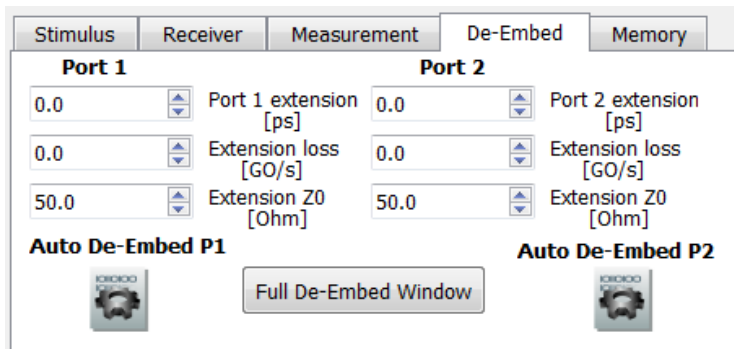 Stimulus Receiver Measurement De-Embed Memory
Port 1 Port 2
0.0 Port 1 extension 0.0 Port 2 extension
[ps] [ps]
0.0 Extension loss 0.0 Extension loss
[GO/s] [GO/s]
50.0 Extension Z0 50.0 Extension Z0
[Ohm] [Ohm]
Auto De-Embed P1 Auto De-Embed P2
Full De-Embed Window